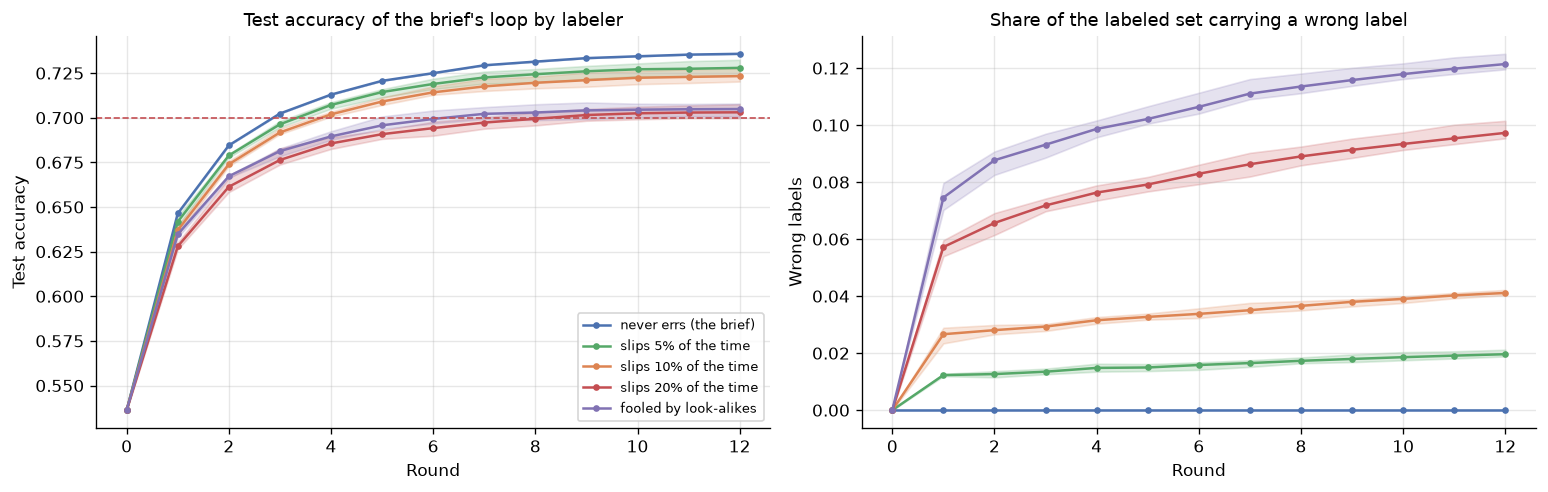 Test accuracy of the brief's loop by labeler
Test accuracy
0.725
0.700
0.675
0.650
0.625
0.600
0.575
0.550
never errs (the brief)
slips 5% of the time
slips 10% of the time
slips 20% of the time
fooled by look-alikes
0 2 4 6 8 10 12
Round
Share of the labeled set carrying a wrong label
Wrong labels
0.12
0.10
0.08
0.06
0.04
0.02
0.00
0 2 4 6 8 10 12
Round